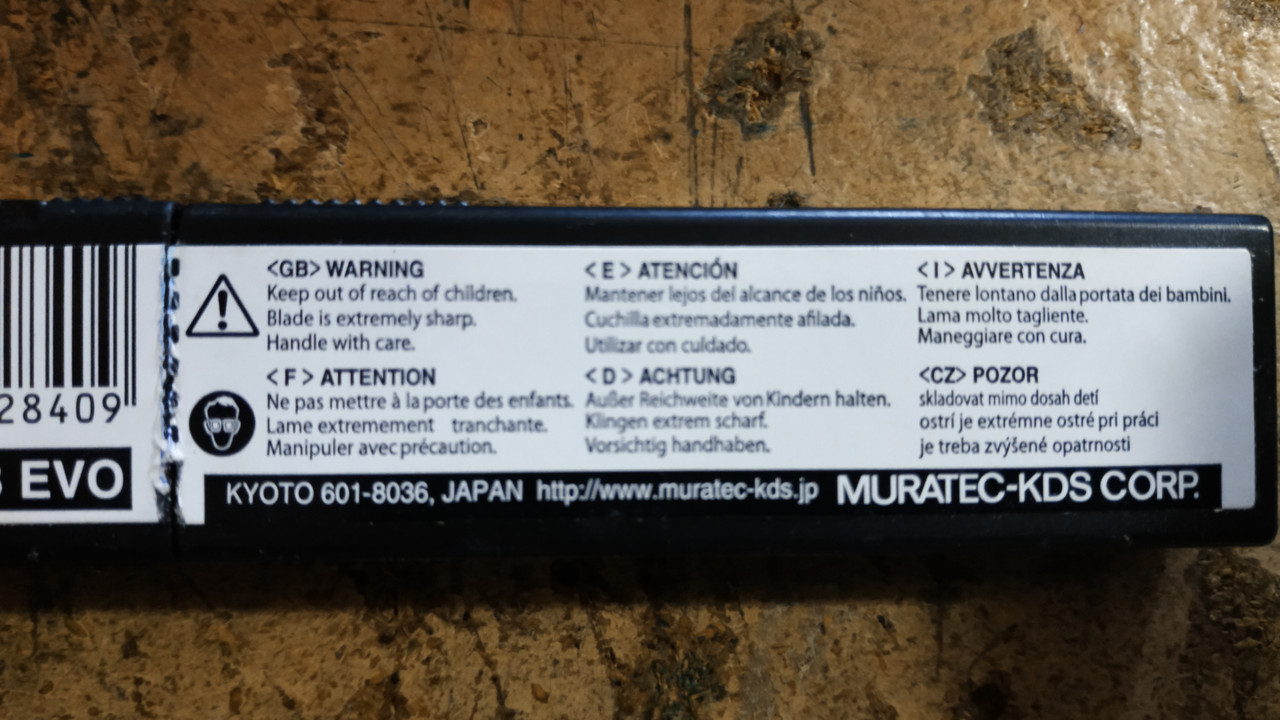 28409
EVO
<GB> WARNING
Keep out of reach of children.
Blade is extremely sharp.
Handle with care.
<F> ATTENTION
Ne pas mettre à la porte des enfants.
Lame extremement tranchante.
Manipuler avec précaution.
<E> ATENCIÓN
Mantener lejos del alcance de los niños.
Cuchilla extremadamente afilada.
Utilizar con culdado.
<D> ACHTUNG
Außer Reichweite von Kindern halten.
Klingen extrem scharf.
Vorsichtig handhaben.
<I> AVVERTENZA
Tenere lontano dalla portata dei bambini.
Lama molto tagliente.
Maneggiare con cura.
<CZ> POZOR
skladovat mimo dosah detí
ostrí je extrémne ostré pri práci
je treba zvýšené opatrnosti
KYOTO 601-8036, JAPAN http://www.muratec-kds.jp MURATEC-KDS CORP.